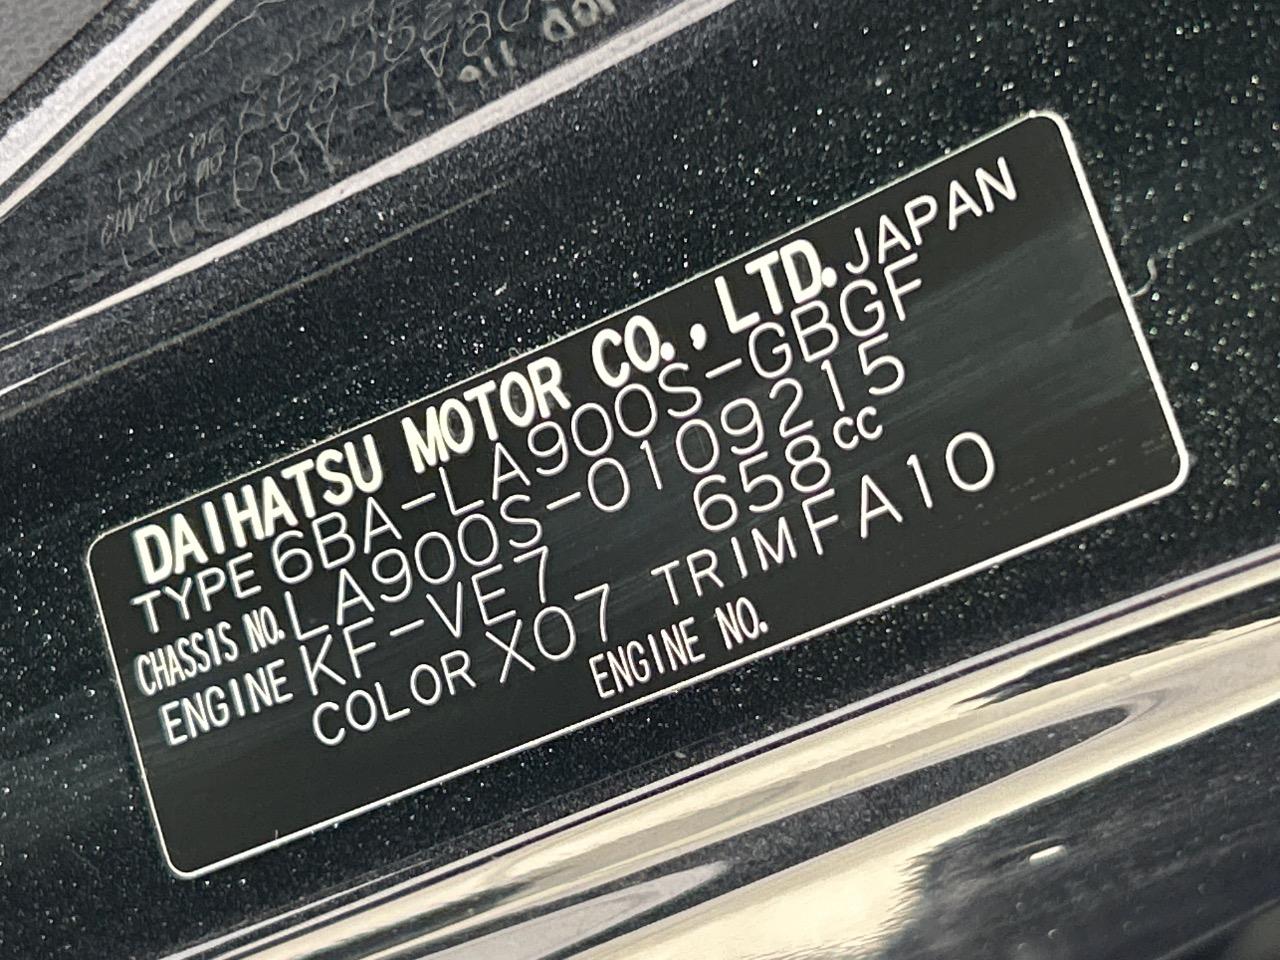 DAIHATSU MOTOR CO., LTD. JAPAN
TYPE 6BA-LA900S-GBGF
CHASSIS NO. LA900S-0109215
ENGINE KF-VE7 658cc
COLOR X07 TRIM FA10
ENGINE NO.